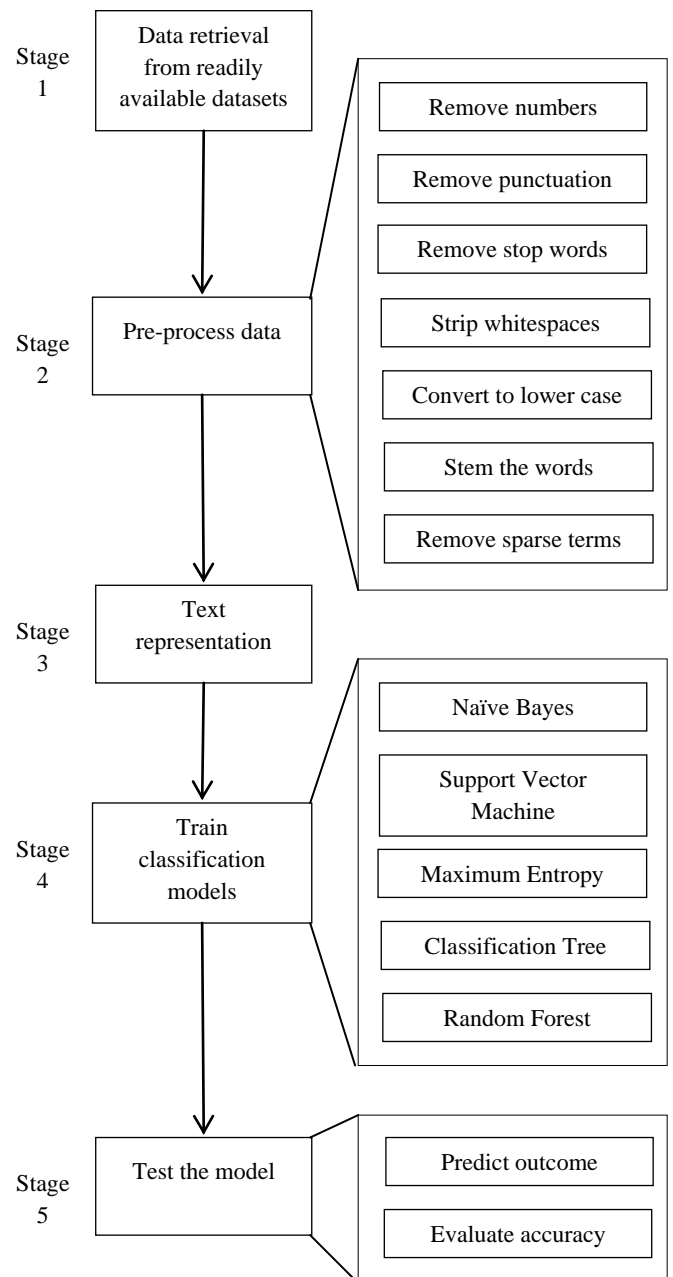 Stage
1
Data retrieval
from readily
available datasets
Stage
2
Pre-process data
Remove numbers
Remove punctuation
Remove stop words
Strip whitespaces
Convert to lower case
Stem the words
Remove sparse terms
Stage
3
Text
representation
Stage
4
Train
classification
models
Naïve Bayes
Support Vector
Machine
Maximum Entropy
Classification Tree
Random Forest
Stage
5
Test the model
Predict outcome
Evaluate accuracy